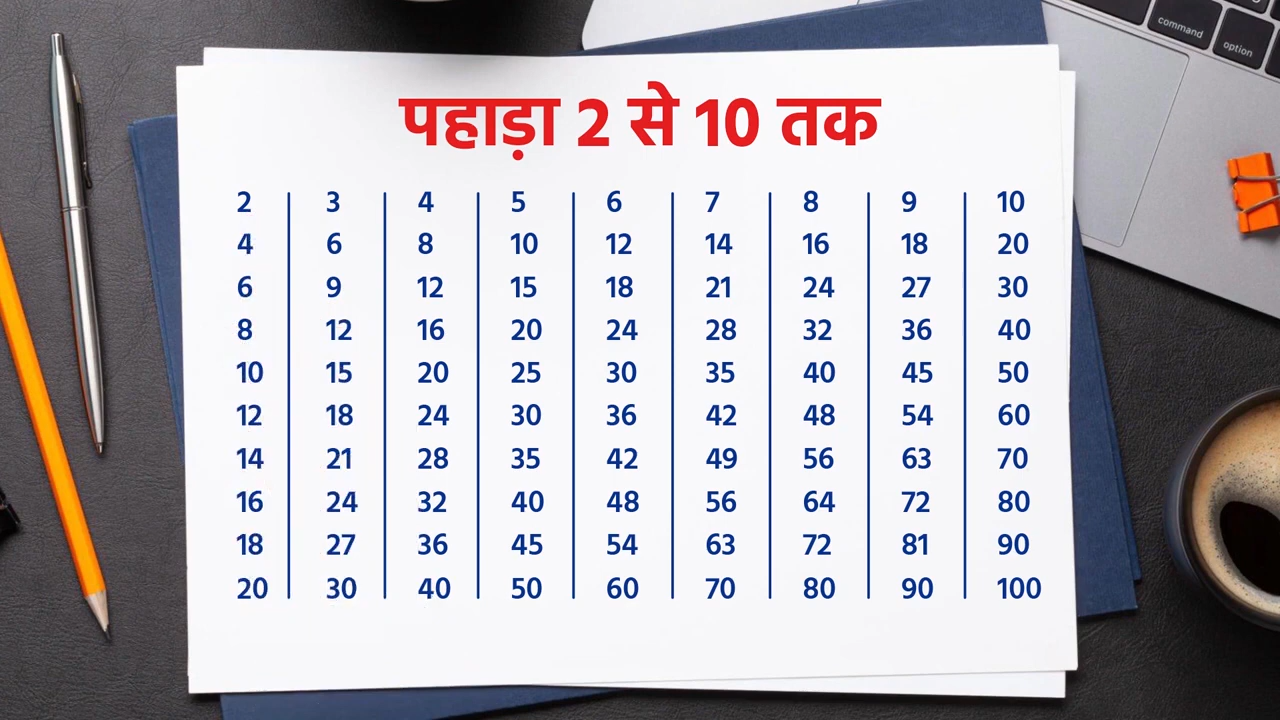 पहाड़ा 2 से 10 तक
2 3 4 5 6 7 8 9 10
4 6 8 10 12 14 16 18 20
6 9 12 15 18 21 24 27 30
8 12 16 20 24 28 32 36 40
10 15 20 25 30 35 40 45 50
12 18 24 30 36 42 48 54 60
14 21 28 35 42 49 56 63 70
16 24 32 40 48 56 64 72 80
18 27 36 45 54 63 72 81 90
20 30 40 50 60 70 80 90 100
command
option